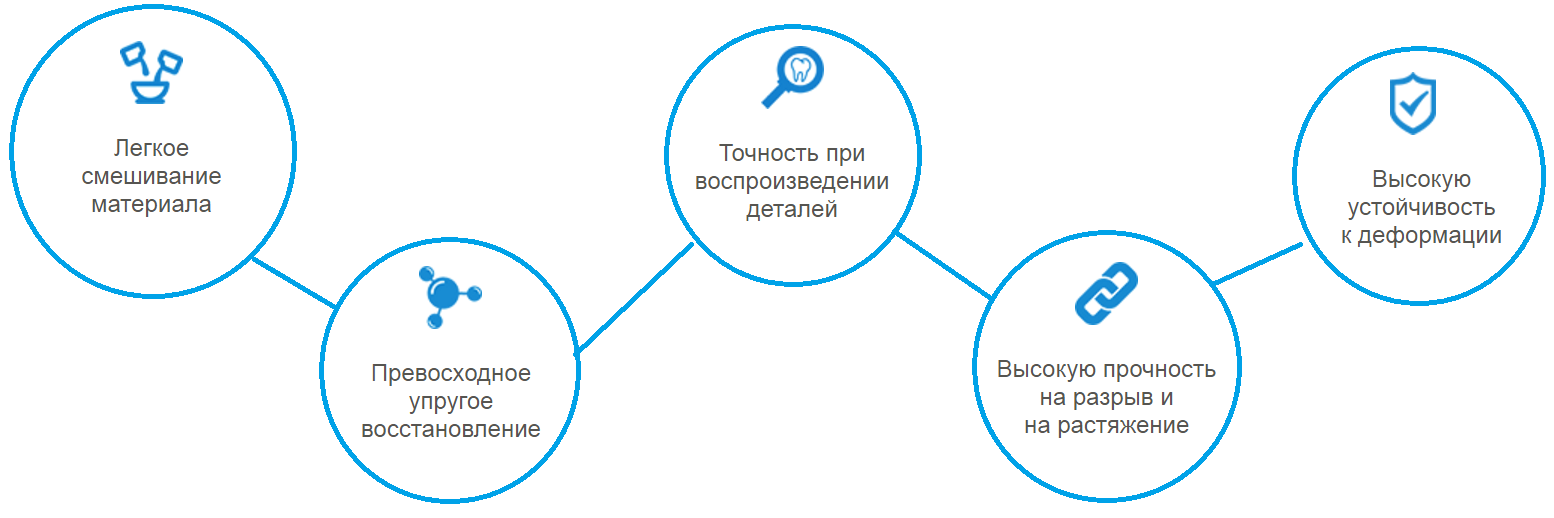 Легкое
смешивание
материала
Превосходное
упругое
восстановление
Точность при
воспроизведении
деталей
Высокую прочность
на разрыв и
на растяжение
Высокую
устойчивость
к деформации